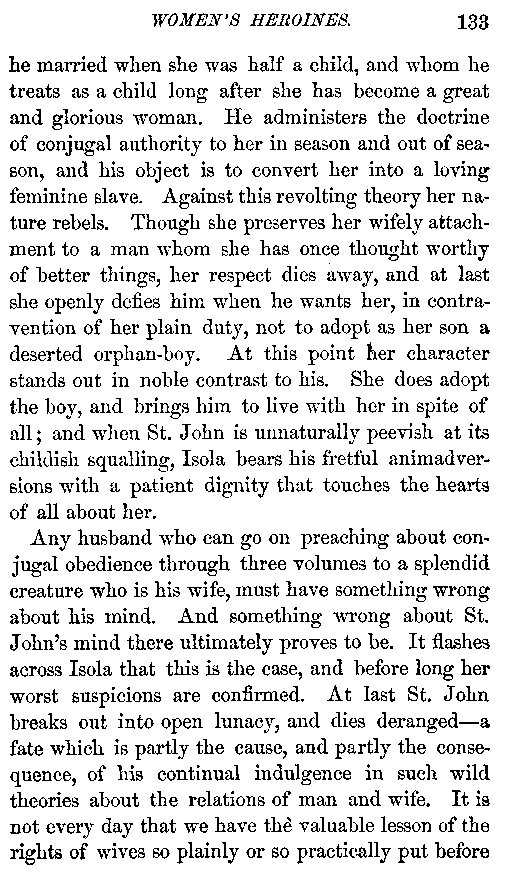 WOMEN'S HEROINES. 133
he married when she was half a child, and whom he
treats as a child long after she has become a great
and glorious woman. He administers the doctrine
of conjugal authority to her in season and out of sea-
son, and his object is to convert her into a loving
feminine slave. Against this revolting theory her na-
ture rebels. Though she preserves her wifely attach-
ment to a man whom she has once thought worthy
of better things, her respect dies away, and at last
she openly defies him when he wants her, in contra-
vention of her plain duty, not to adopt as her son a
deserted orphan-boy. At this point her character
stands out in noble contrast to his. She does adopt
the boy, and brings him to live with her in spite of
all; and when St. John is unnaturally peevish at its
childish squalling, Isola bears his fretful animadver-
sions with a patient dignity that touches the hearts
of all about her.
Any husband who can go on preaching about con-
jugal obedience through three volumes to a splendid
creature who is his wife, must have something wrong
about his mind. And something wrong about St.
John's mind there ultimately proves to be. It flashes
across Isola that this is the case, and before long her
worst suspicions are confirmed. At last St. John
breaks out into open lunacy, and dies deranged—a
fate which is partly the cause, and partly the conse-
quence, of his continual indulgence in such wild
theories about the relations of man and wife. It is
not every day that we have the valuable lesson of the
rights of wives so plainly or so practically put before